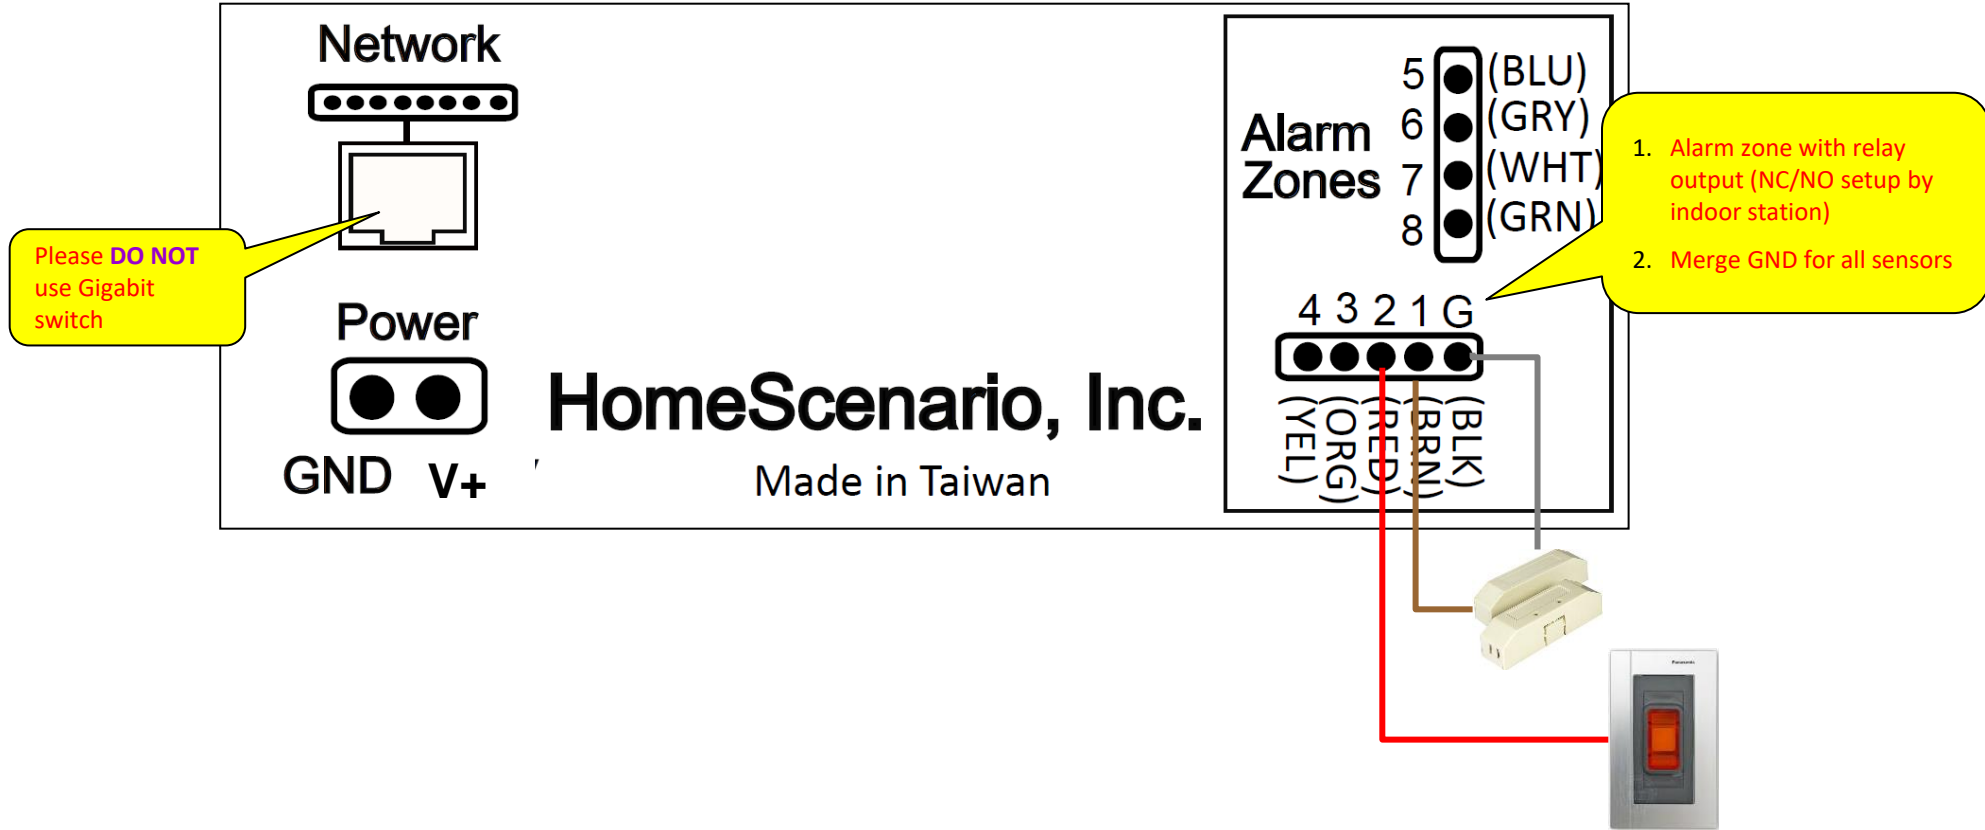 Network
Please DO NOT
use Gigabit
switch
Power
GND V+
HomeScenario, Inc.
Made in Taiwan
Alarm
Zones
5 (BLU)
6 (GRY)
7 (WHT)
8 (GRN)
4 3 2 1 G
(YEL)
(ORG)
(RED)
(BRN)
(BLK)
1. Alarm zone with relay
output (NC/NO setup by
indoor station)
2. Merge GND for all sensors
Panasonic